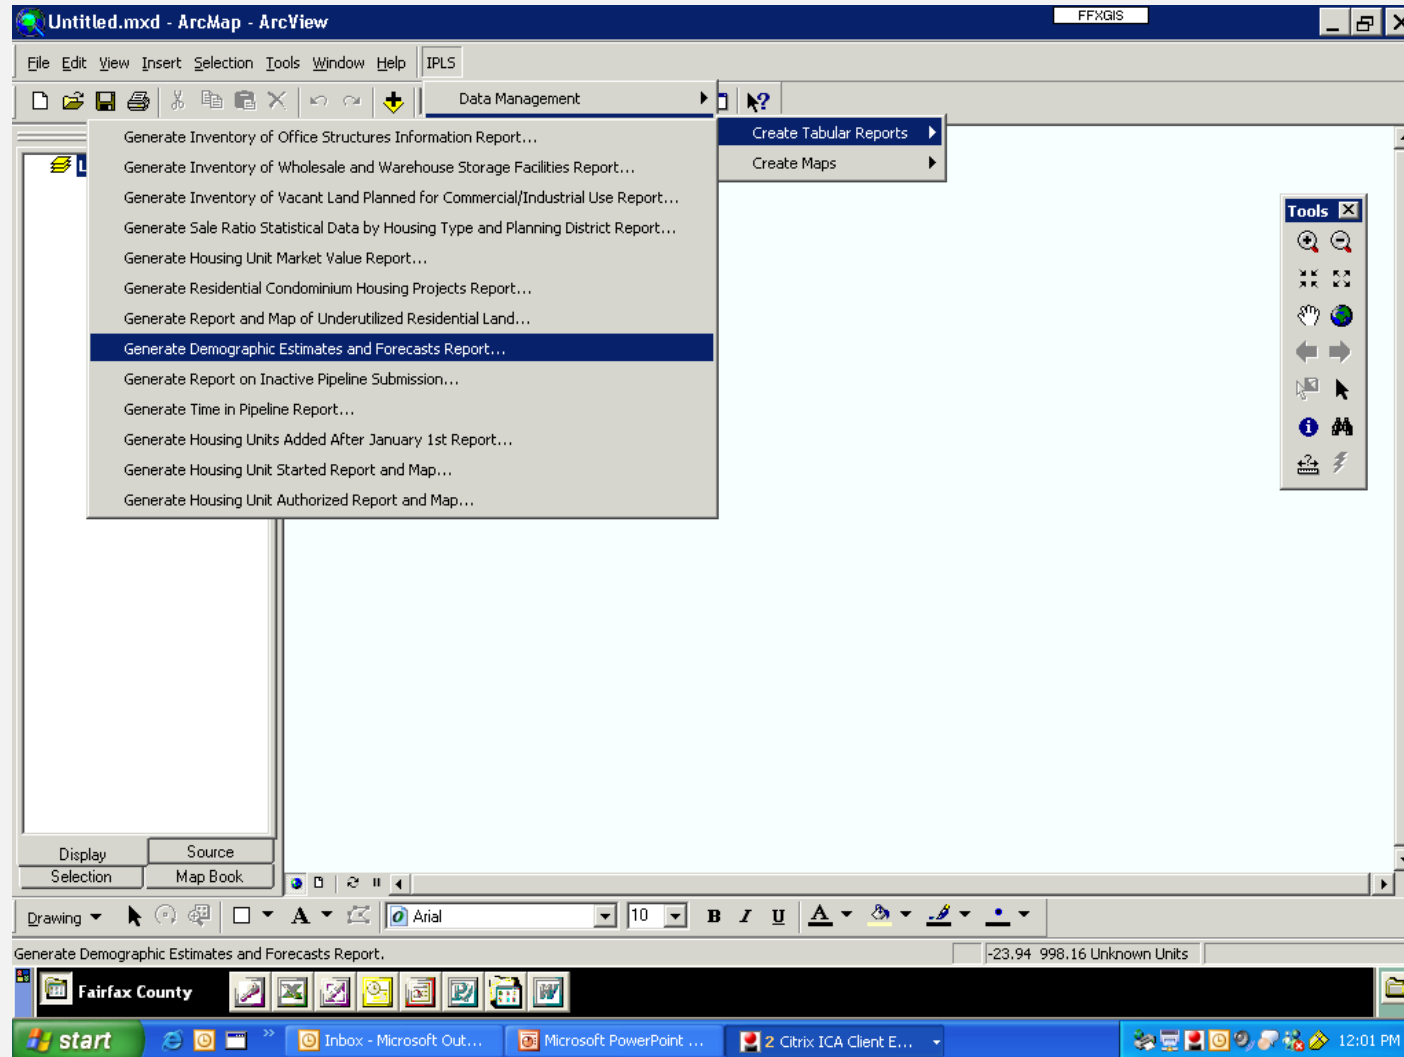 Untitled.mxd - ArcMap - ArcView
FFXGIS
File Edit View Insert Selection Tools Window Help IPLS
Data Management
Create Tabular Reports
Create Maps
Generate Inventory of Office Structures Information Report...
Generate Inventory of Wholesale and Warehouse Storage Facilities Report...
Generate Inventory of Vacant Land Planned for Commercial/Industrial Use Report...
Generate Sale Ratio Statistical Data by Housing Type and Planning District Report...
Generate Housing Unit Market Value Report...
Generate Residential Condominium Housing Projects Report...
Generate Report and Map of Underutilized Residential Land...
Generate Demographic Estimates and Forecasts Report...
Generate Report on Inactive Pipeline Submission...
Generate Time in Pipeline Report...
Generate Housing Units Added After January 1st Report...
Generate Housing Unit Started Report and Map...
Generate Housing Unit Authorized Report and Map...
Tools
Display Source
Selection Map Book
Drawing A Arial 10 B I U A
Generate Demographic Estimates and Forecasts Report.
-23.94 998.16 Unknown Units
Fairfax County
start
Inbox - Microsoft Out...
Microsoft PowerPoint ...
2 Citrix ICA Client E...
12:01 PM